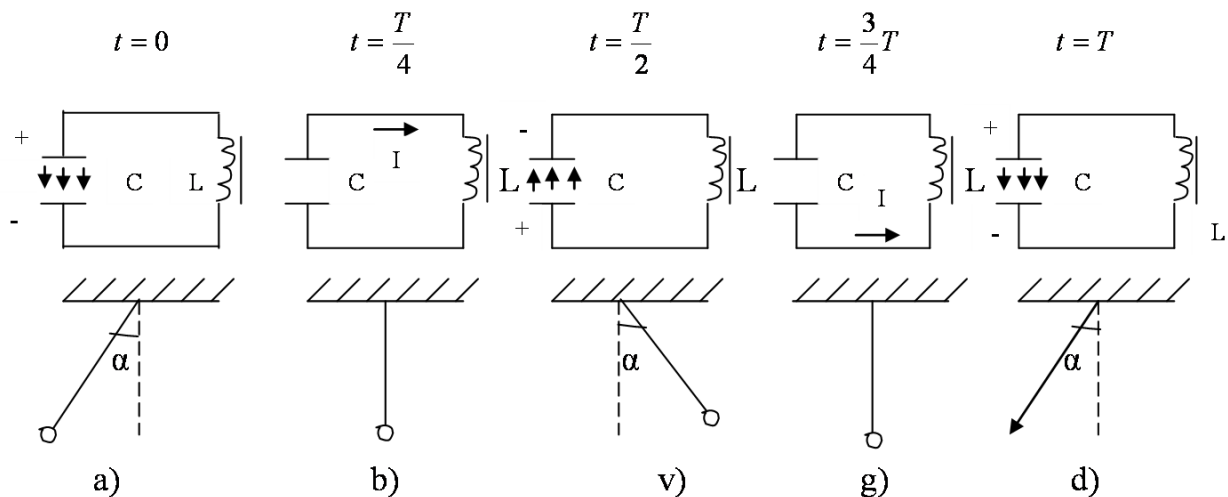 t = 0
t = T/4
t = T/2
t = 3/4 T
t = T
+ - C L
I C L
- + C L
C I L
+ - C L
α
α
α
a) b) v) g) d)